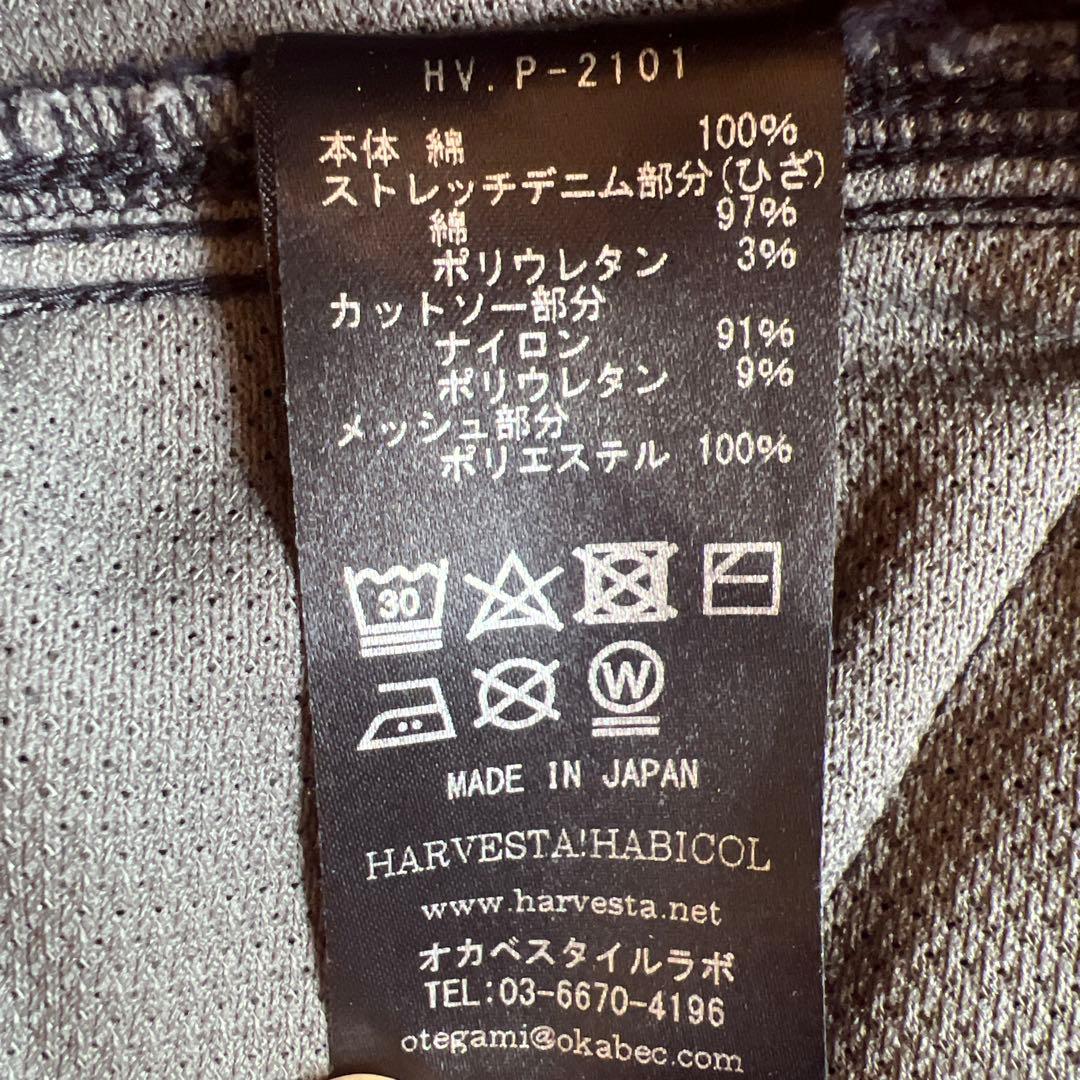 HV. P-2101
本体 綿 100%
ストレッチデニム部分(ひざ)
綿 97%
ポリウレタン 3%
カットソー部分
ナイロン 91%
ポリウレタン 9%
メッシュ部分
ポリエステル 100%
30
W
MADE IN JAPAN
HARVESTA!HABICOL
www.harvesta.net
オカベスタイルラボ
TEL:03-6670-4196
otegami@okabec.com